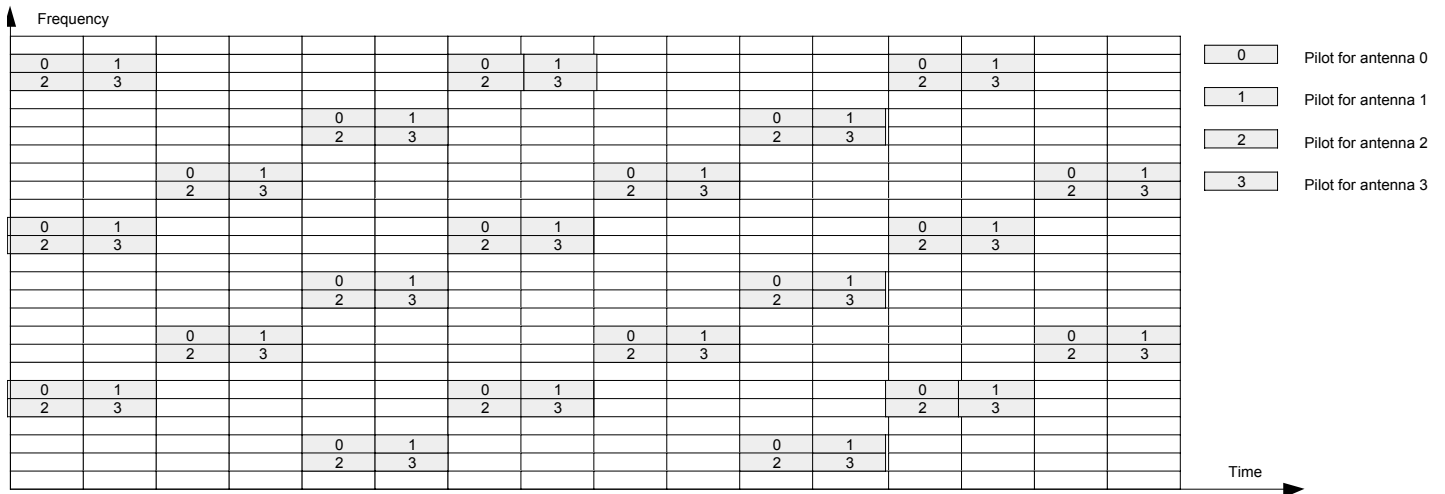 Frequency
0 1 0 1 0 1
2 3 2 3 2 3
0 1 0 1
2 3 2 3
0 1 0 1 0 1
2 3 2 3 2 3
0 1 0 1 0 1
2 3 2 3 2 3
0 1 0 1
2 3 2 3
0 1 0 1 0 1
2 3 2 3 2 3
0 1 0 1 0 1
2 3 2 3 2 3
0 1 0 1
2 3 2 3
Time
0 Pilot for antenna 0
1 Pilot for antenna 1
2 Pilot for antenna 2
3 Pilot for antenna 3